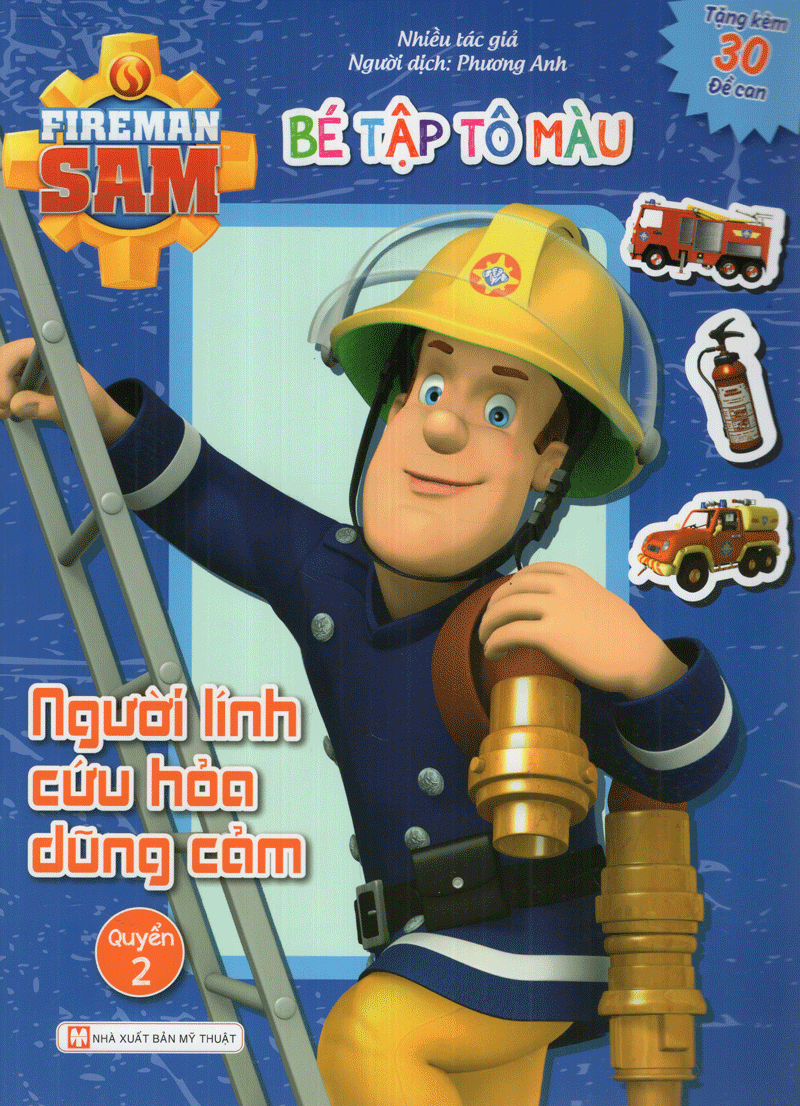 Nhiều tác giả
Người dịch: Phương Anh
Tặng kèm
30
Đề can
FIREMAN
SAM
BÉ TẬP TÔ MÀU
Người lính
cứu hỏa
dũng cảm
Quyển
2
NHÀ XUẤT BẢN MỸ THUẬT